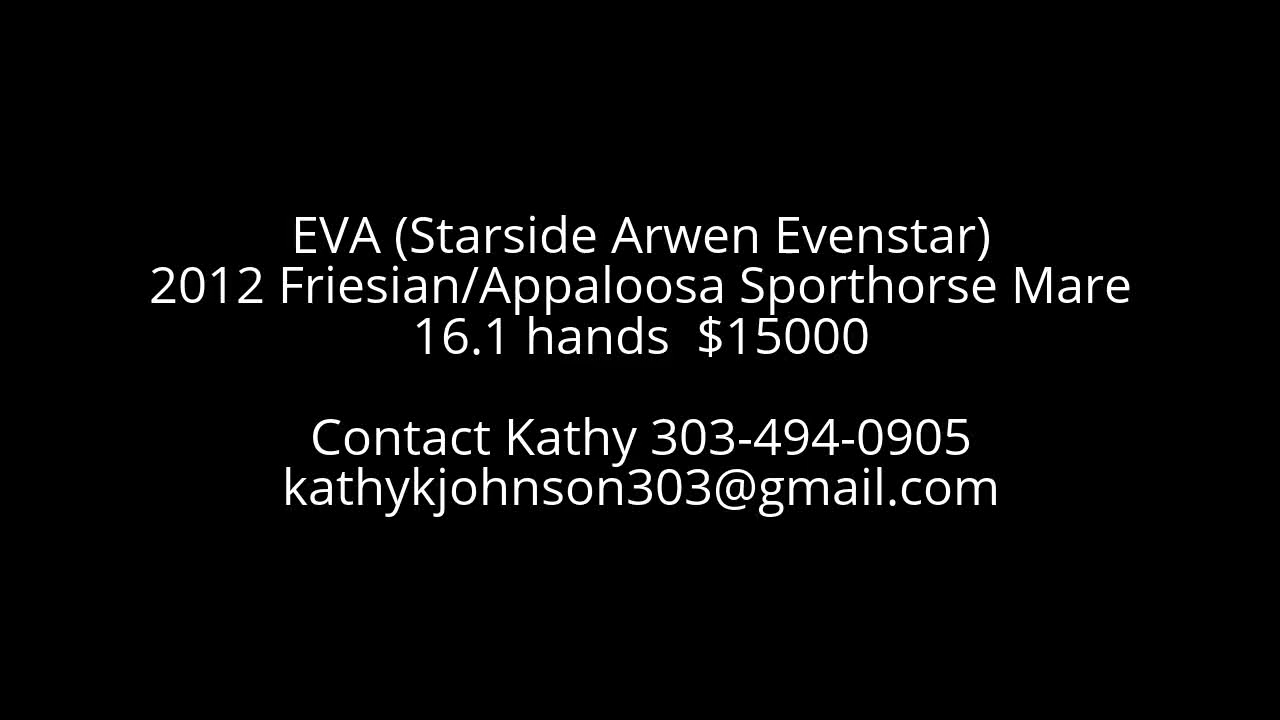 EVA (Starside Arwen Evenstar)
2012 Friesian/Appaloosa Sporthorse Mare
16.1 hands  $15000
Contact Kathy 303-494-0905
kathykjohnson303@gmail.com